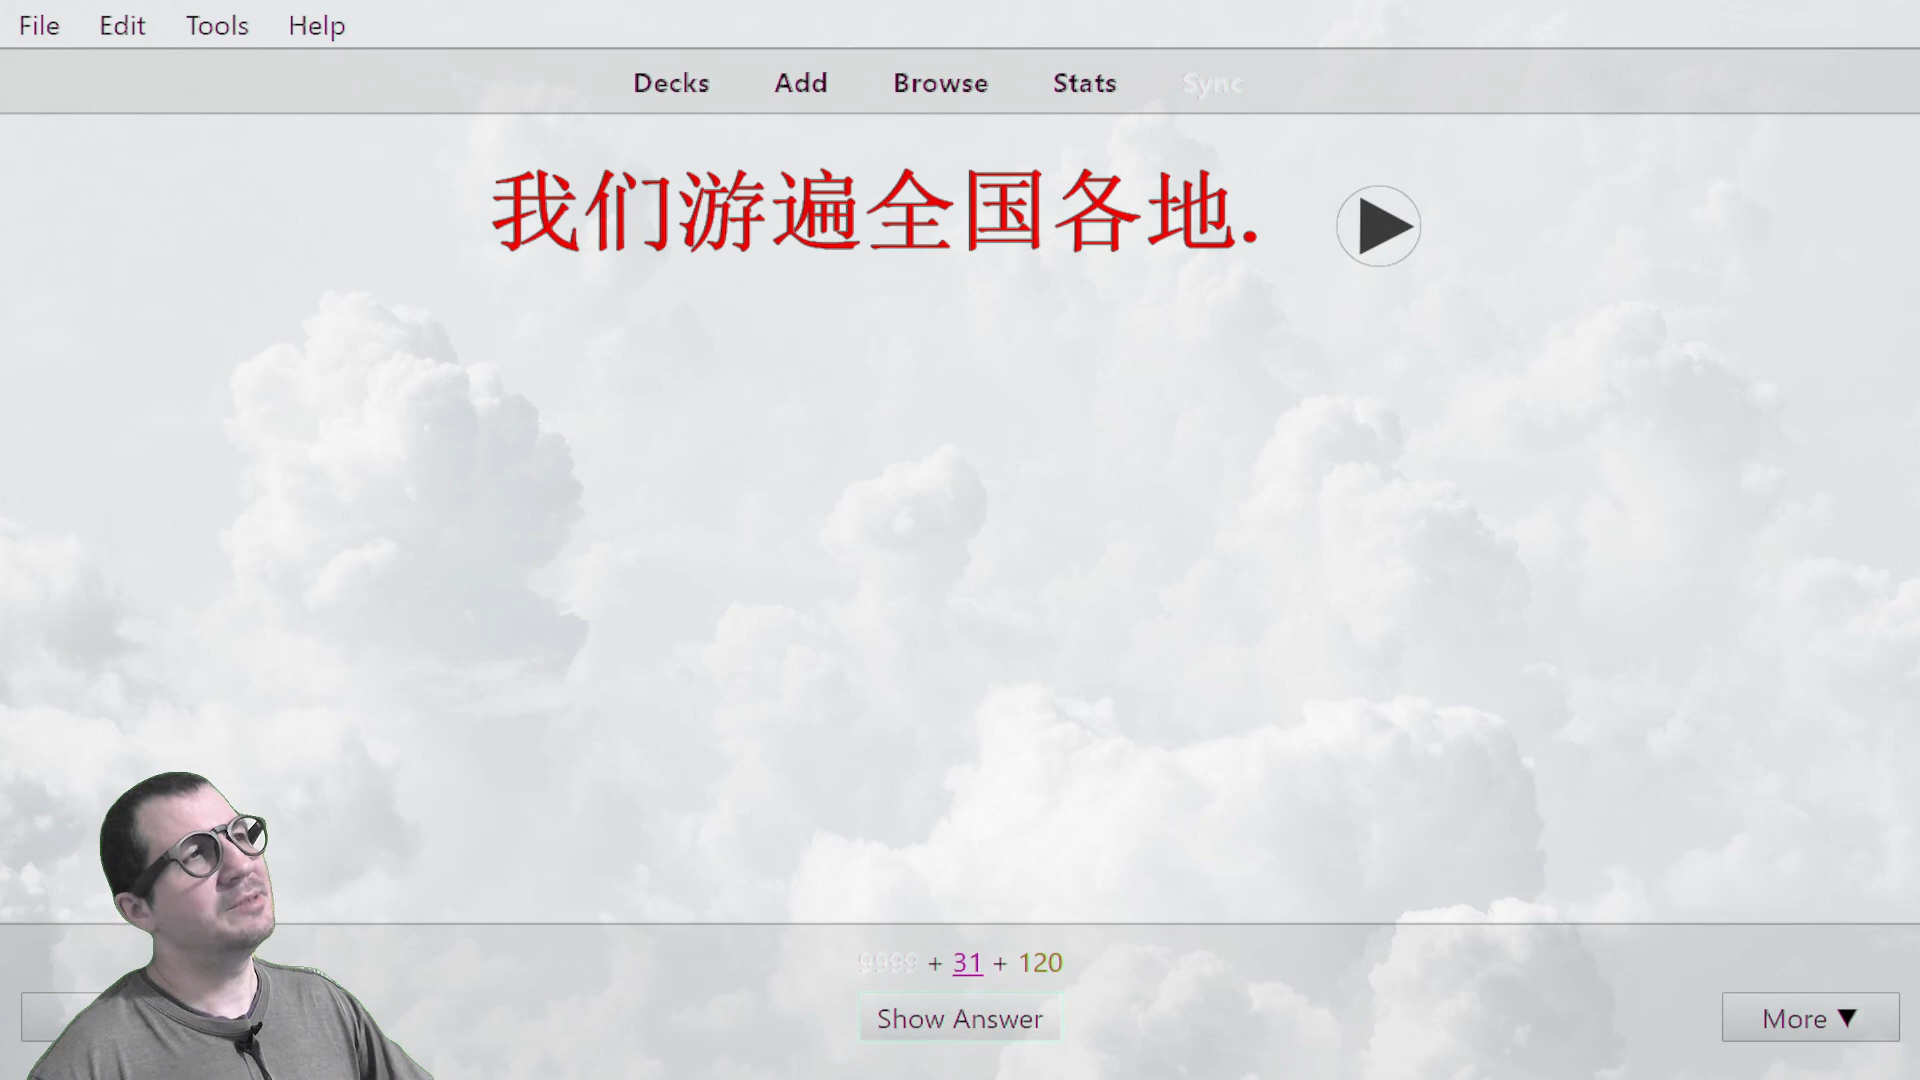 File Edit Tools Help
Decks Add Browse Stats Sync
我们游遍全国各地.
9999 + 31 + 120
Show Answer
More ▼